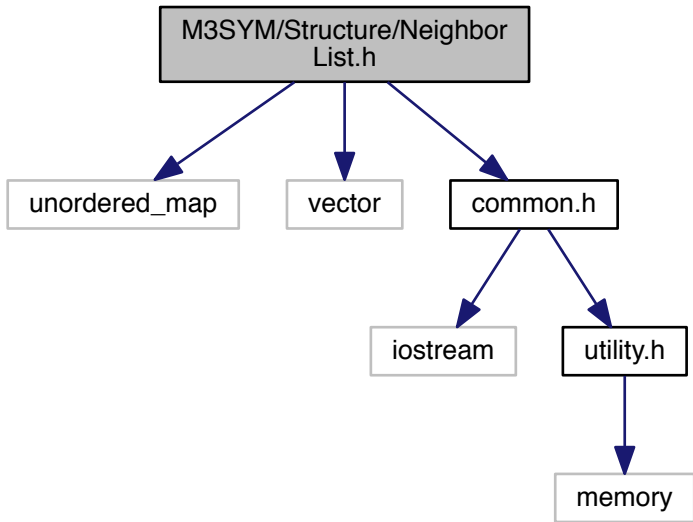 M3SYM/Structure/Neighbor
List.h
unordered_map
vector
common.h
iostream
utility.h
memory